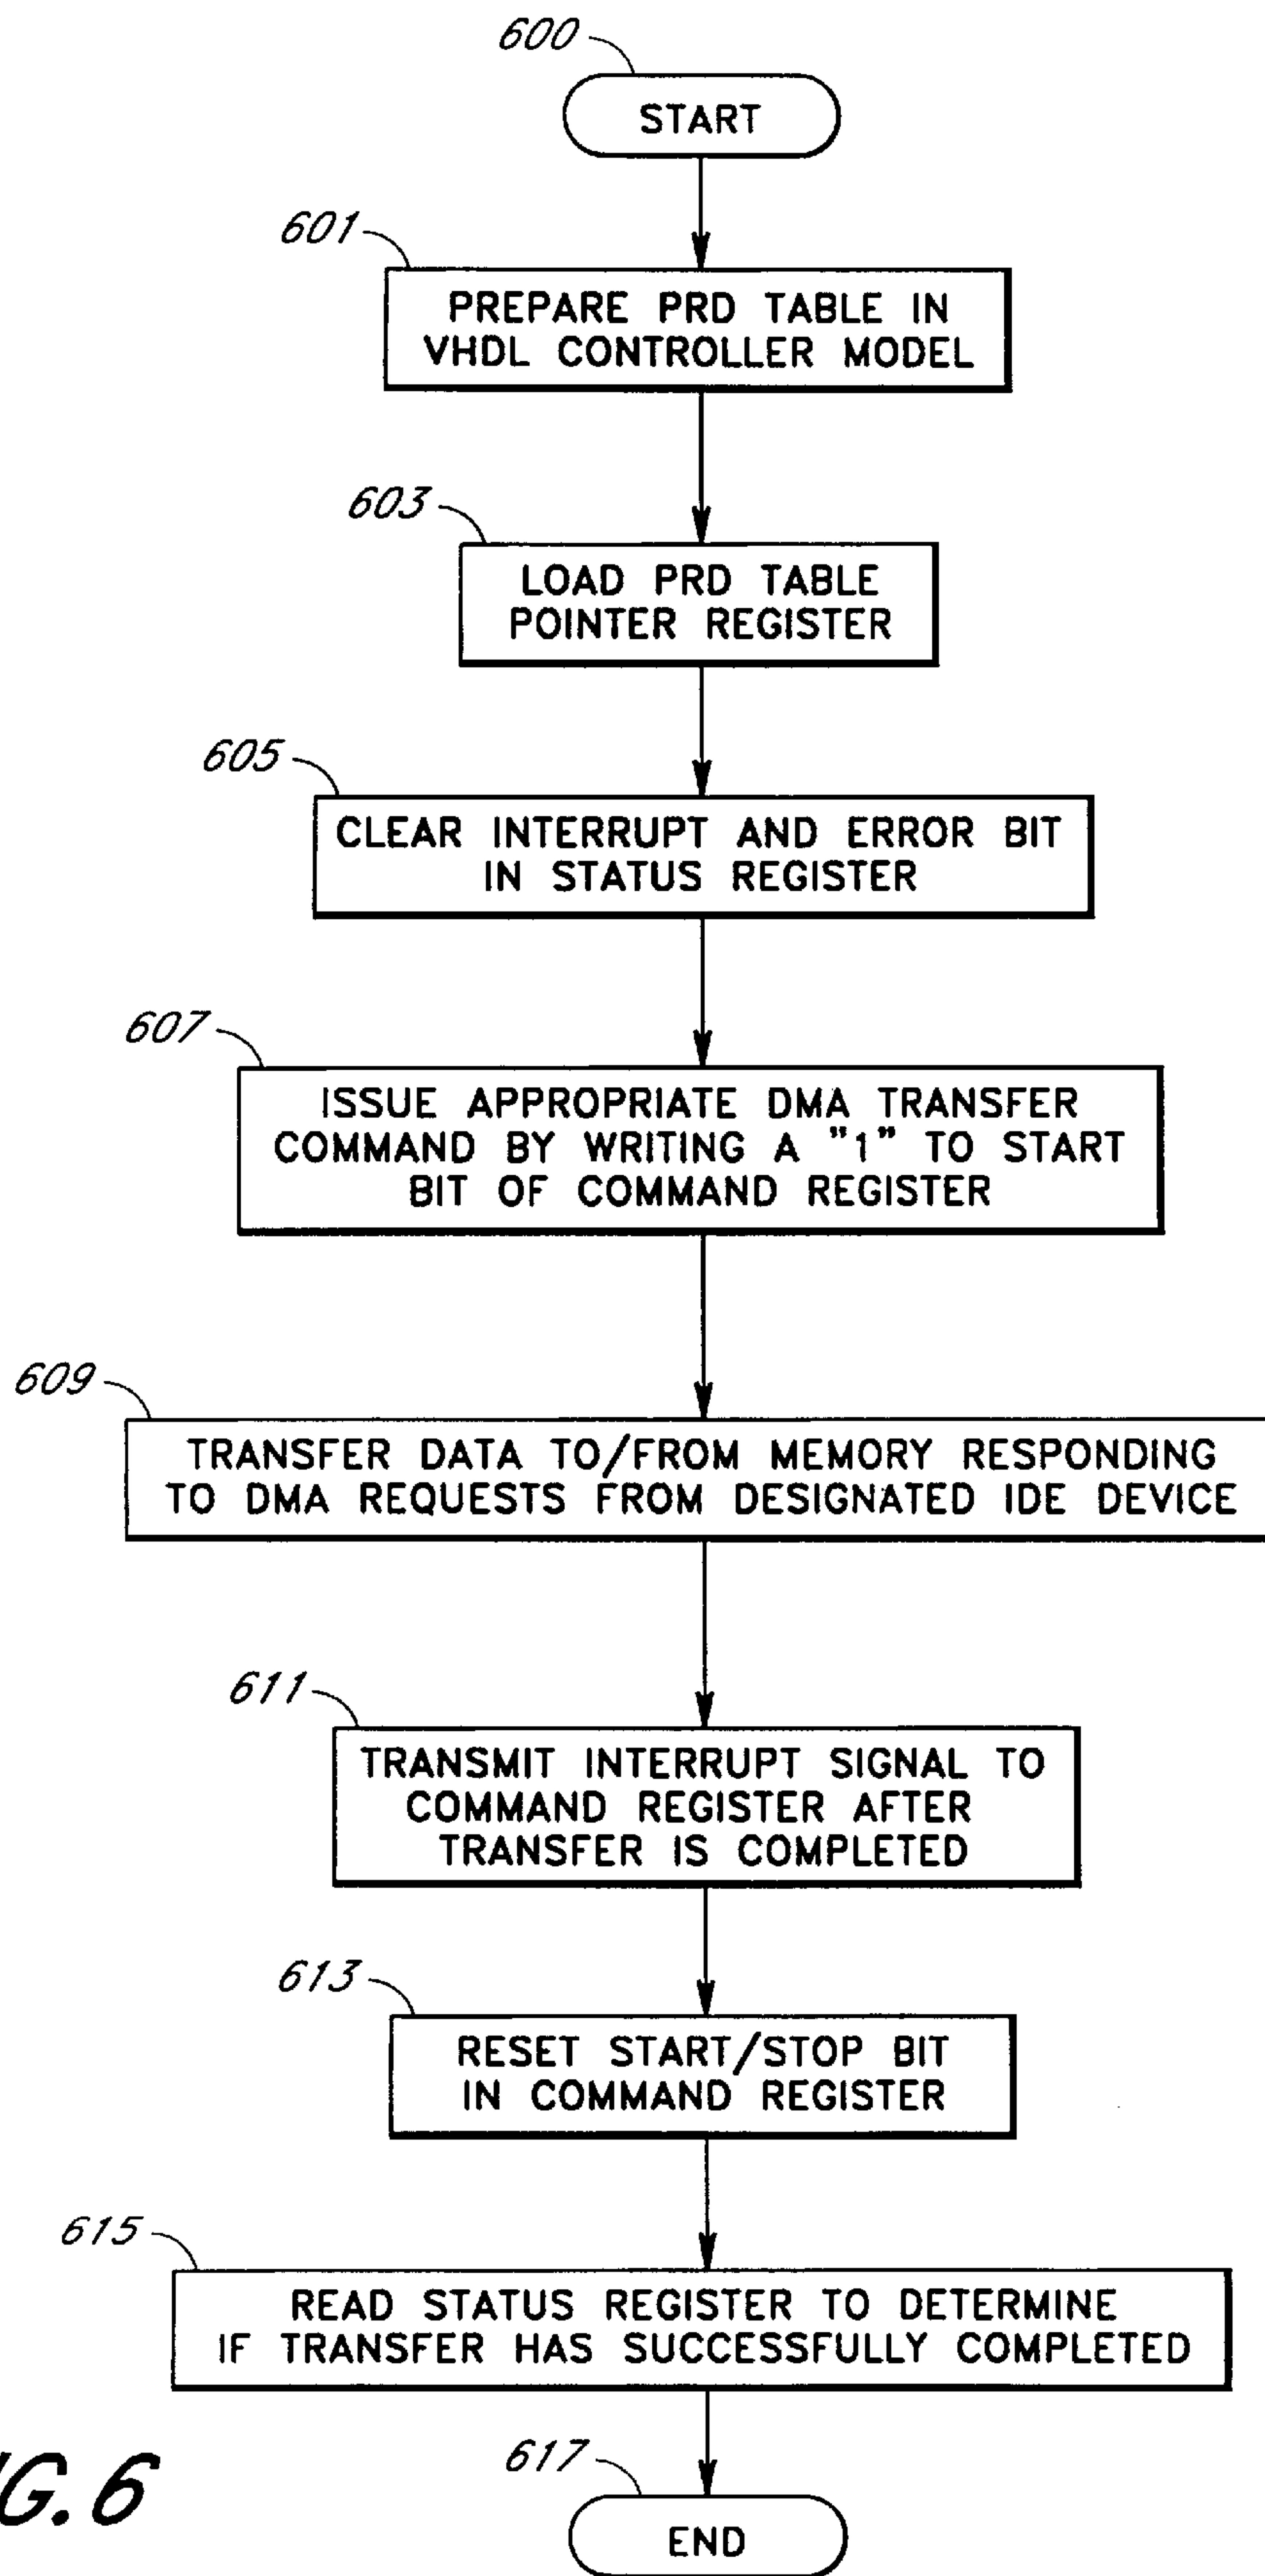 600
START
601
PREPARE PRD TABLE IN
VHDL CONTROLLER MODEL
603
LOAD PRD TABLE
POINTER REGISTER
605
CLEAR INTERRUPT AND ERROR BIT
IN STATUS REGISTER
607
ISSUE APPROPRIATE DMA TRANSFER
COMMAND BY WRITING A "1" TO START
BIT OF COMMAND REGISTER
609
TRANSFER DATA TO/FROM MEMORY RESPONDING
TO DMA REQUESTS FROM DESIGNATED IDE DEVICE
611
TRANSMIT INTERRUPT SIGNAL TO
COMMAND REGISTER AFTER
TRANSFER IS COMPLETED
613
RESET START/STOP BIT
IN COMMAND REGISTER
615
READ STATUS REGISTER TO DETERMINE
IF TRANSFER HAS SUCCESSFULLY COMPLETED
617
END
G.6